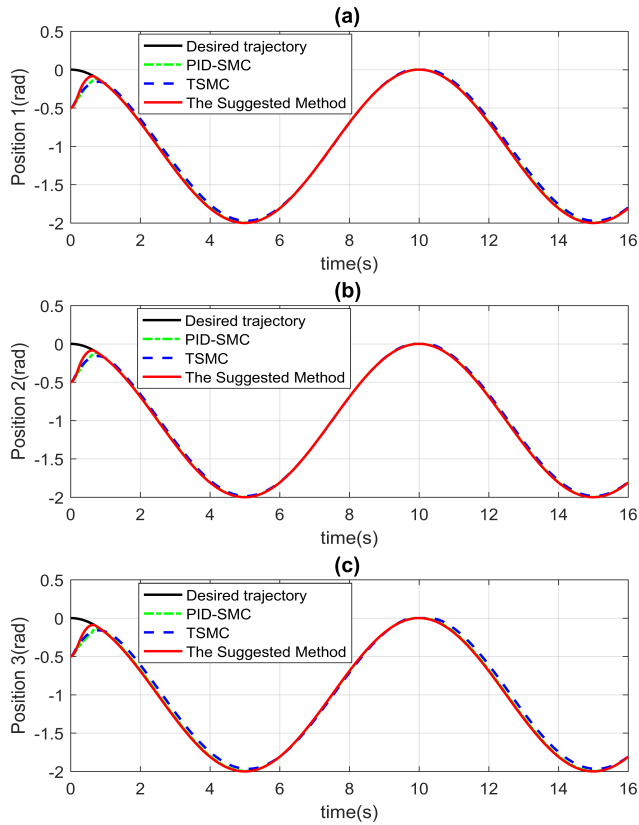 (a)
Desired trajectory
PID-SMC
TSMC
The Suggested Method
Position 1(rad)
0.5
0
-0.5
-1
-1.5
-2
0 2 4 6 8 10 12 14 16
time(s)
(b)
Desired trajectory
PID-SMC
TSMC
The Suggested Method
Position 2(rad)
0.5
0
-0.5
-1
-1.5
-2
0 2 4 6 8 10 12 14 16
time(s)
(c)
Desired trajectory
PID-SMC
TSMC
The Suggested Method
Position 3(rad)
0.5
0
-0.5
-1
-1.5
-2
0 2 4 6 8 10 12 14 16
time(s)